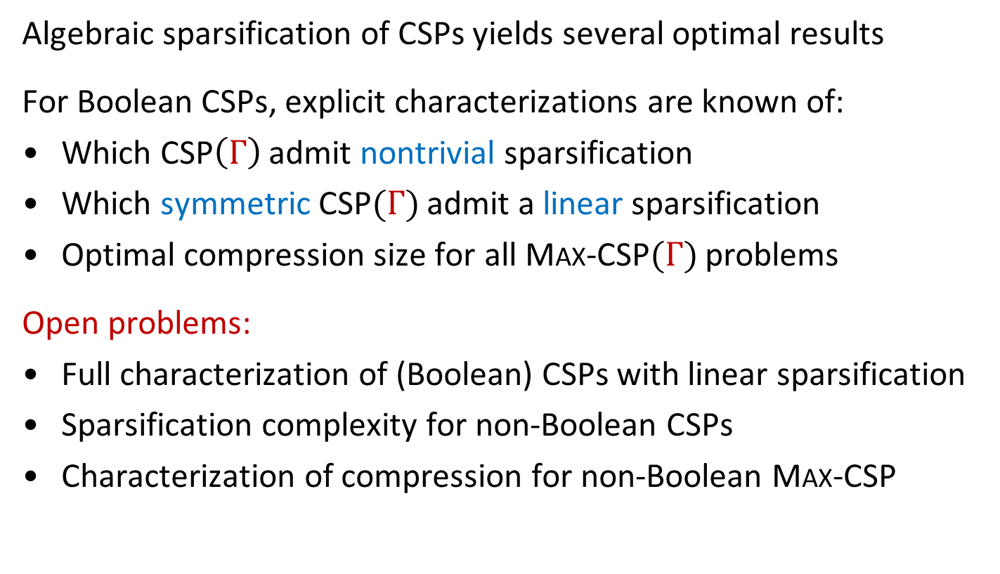 Algebraic sparsification of CSPs yields several optimal results
For Boolean CSPs, explicit characterizations are known of:
• Which CSP(Γ) admit nontrivial sparsification
• Which symmetric CSP(Γ) admit a linear sparsification
• Optimal compression size for all MAX-CSP(Γ) problems
Open problems:
• Full characterization of (Boolean) CSPs with linear sparsification
• Sparsification complexity for non-Boolean CSPs
• Characterization of compression for non-Boolean MAX-CSP